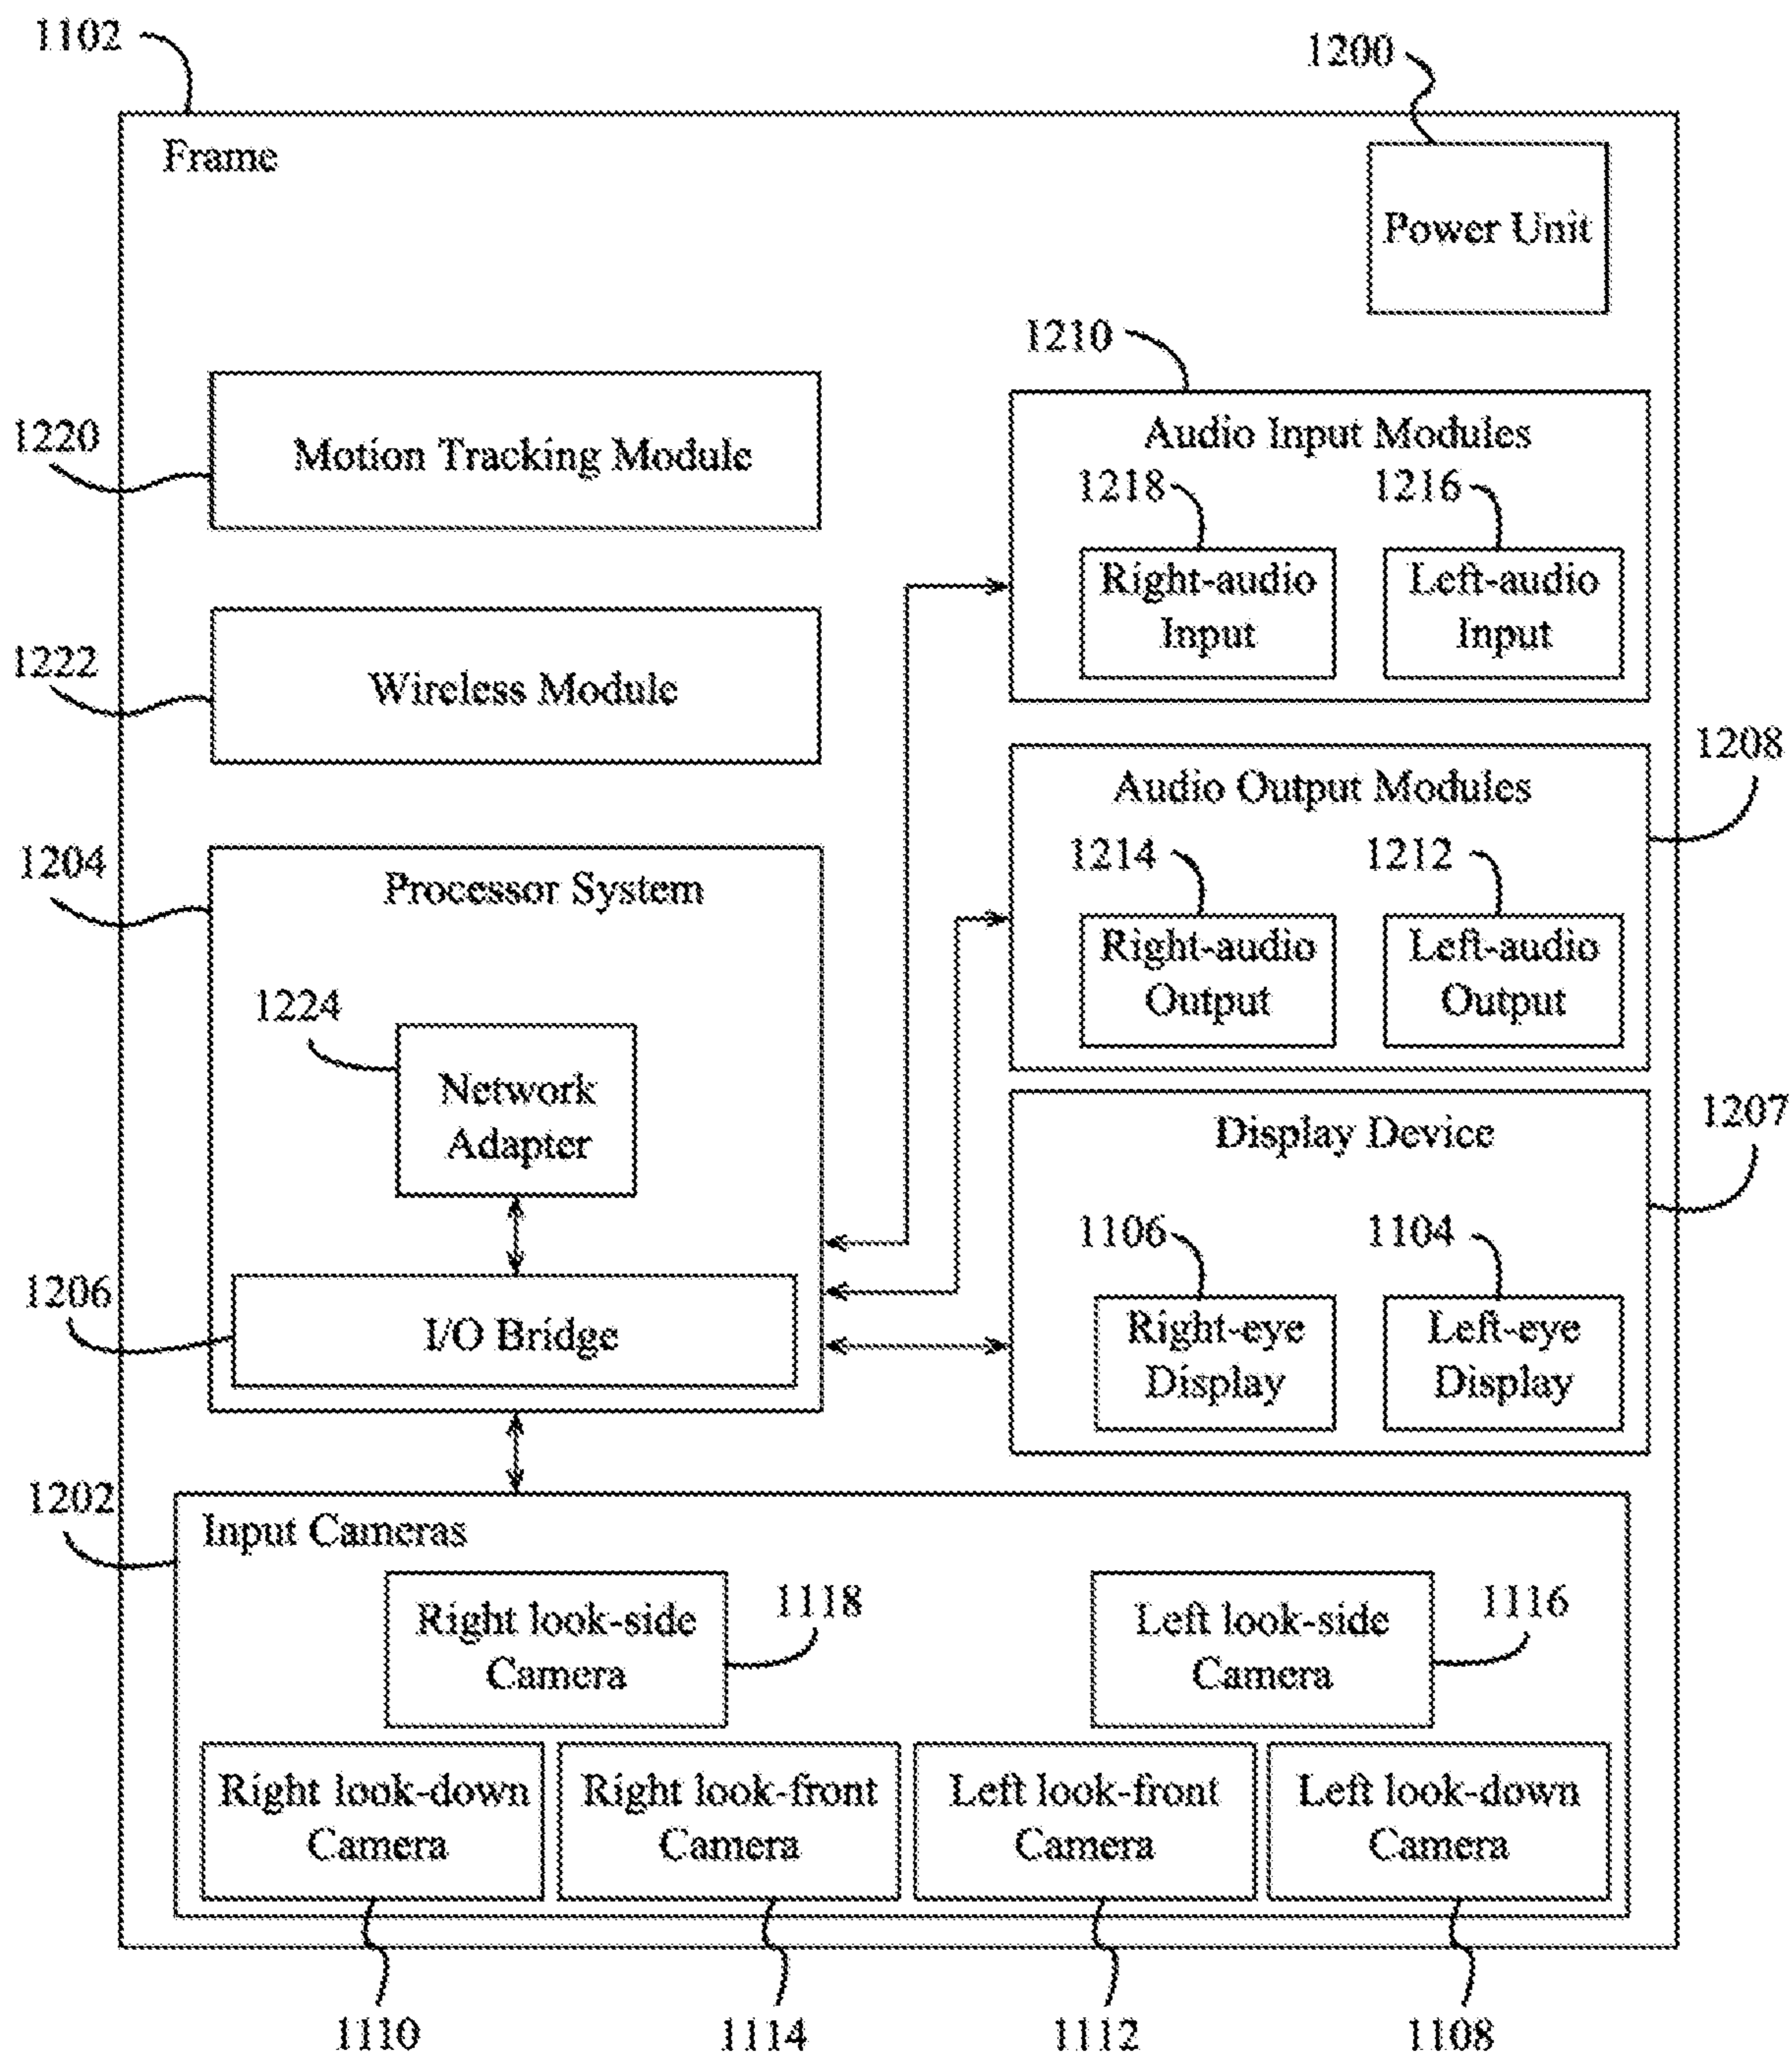 1102
1200
Frame
Power Unit
1210
1220
Motion Tracking Module
Audio Input Modules
1218
1216
Right-audio
Input
Left-audio
Input
1222
Wireless Module
1208
Audio Output Modules
1214
1212
Right-audio
Output
Left-audio
Output
1204
Processor System
1224
Network
Adapter
1207
Display Device
1106
1104
Right-eye
Display
Left-eye
Display
1206
I/O Bridge
1202
Input Cameras
Right look-side
Camera
1118
Left look-side
Camera
1116
Right look-down
Camera
Right look-front
Camera
Left look-front
Camera
Left look-down
Camera
1110
1114
1112
1108